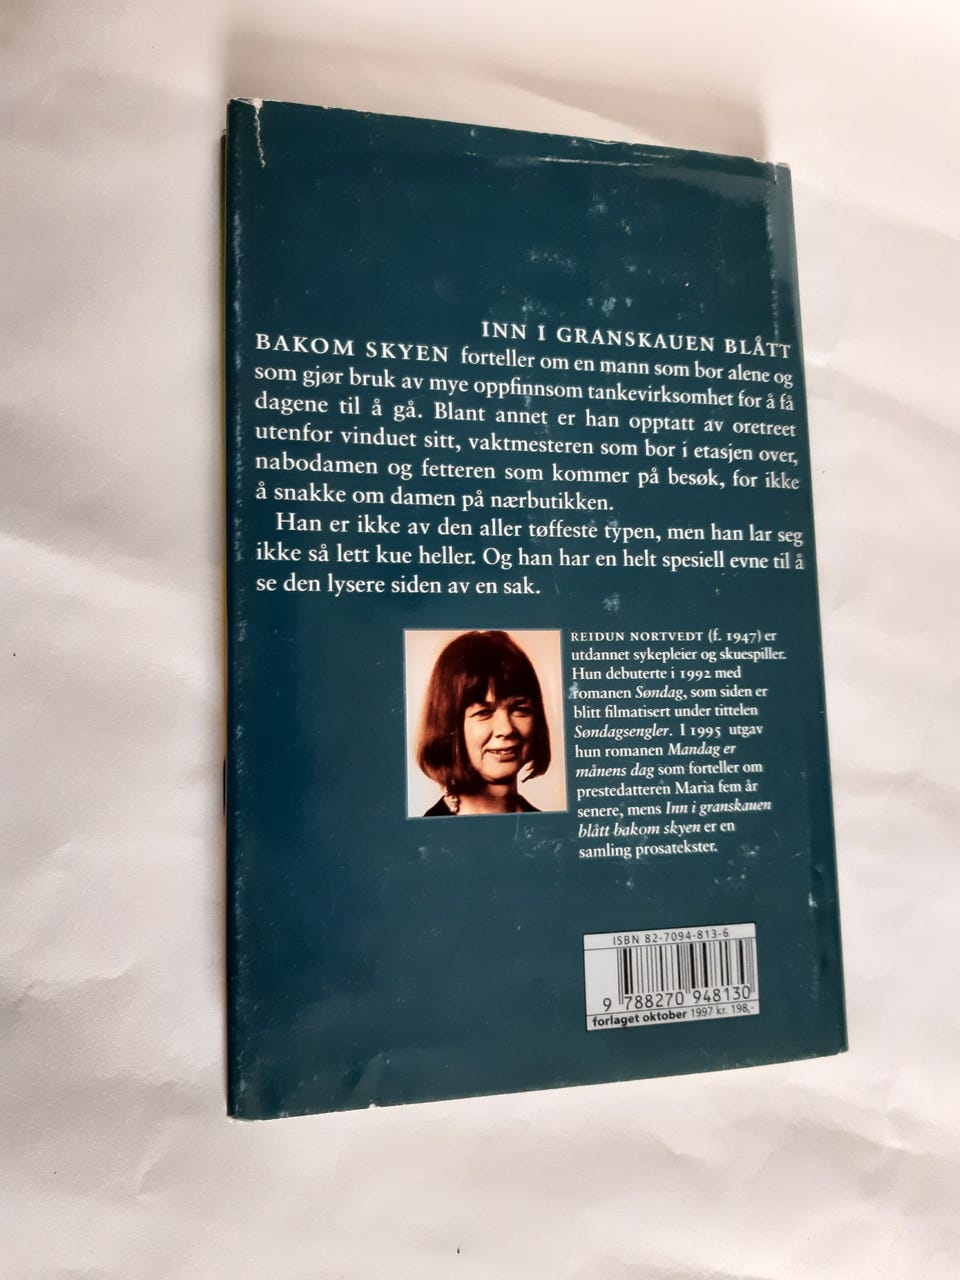 INN I GRANSKAUEN BLÅTT
BAKOM SKYEN forteller om en mann som bor alene og
som gjør bruk av mye oppfinnsom tankevirksomhet for å få
dagene til å gå. Blant annet er han opptatt av oretreet
utenfor vinduet sitt, vaktmesteren som bor i etasjen over,
nabodamen og fetteren som kommer på besøk, for ikke
å snakke om damen på nærbutikken.
Han er ikke av den aller tøffeste typen, men han lar seg
ikke så lett kue heller. Og han har en helt spesiell evne til å
se den lysere siden av en sak.
REIDUN NORTVEDT (f. 1947) er
utdannet sykepleier og skuespiller.
Hun debuterte i 1992 med
romanen Søndag, som siden er
blitt filmatisert under tittelen
Søndagsengler. I 1995 utgav
hun romanen Mandag er
månens dag som forteller om
prestedatteren Maria fem år
senere, mens Inn i granskauen
blått bakom skyen er en
samling prosatekster.
ISBN 82-7094-813-6
9 788270 948130
forlaget oktober 1997 kr. 198,-